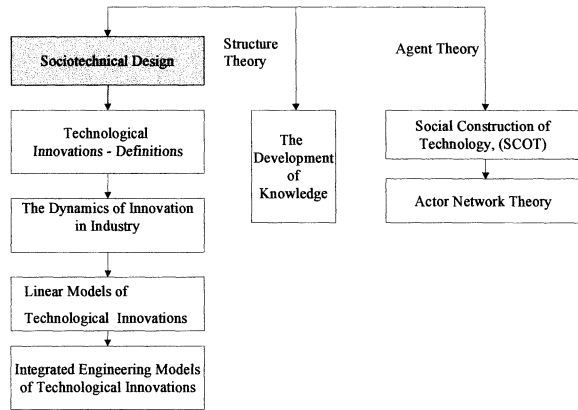 Sociotechnical Design
Structure
Theory
Agent Theory
Technological
Innovations - Definitions
The
Development
of
Knowledge
Social Construction of
Technology, (SCOT)
Actor Network Theory
The Dynamics of Innovation
in Industry
Linear Models of
Technological Innovations
Integrated Engineering Models
of Technological Innovations